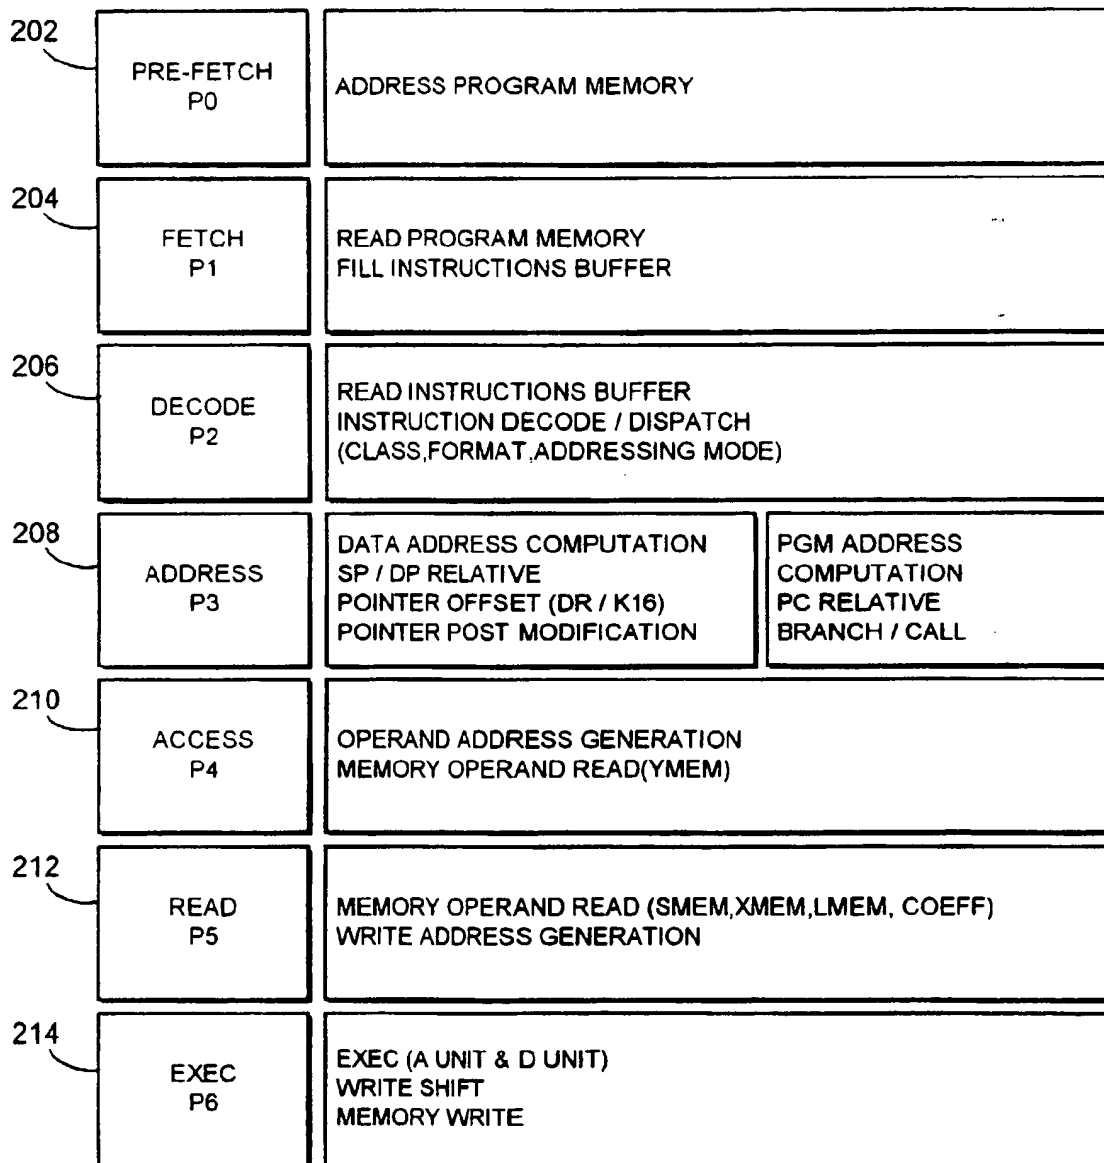 202
PRE-FETCH
P0
ADDRESS PROGRAM MEMORY
204
FETCH
P1
READ PROGRAM MEMORY
FILL INSTRUCTIONS BUFFER
206
DECODE
P2
READ INSTRUCTIONS BUFFER
INSTRUCTION DECODE / DISPATCH
(CLASS,FORMAT,ADDRESSING MODE)
208
ADDRESS
P3
DATA ADDRESS COMPUTATION
SP / DP RELATIVE
POINTER OFFSET (DR / K16)
POINTER POST MODIFICATION
PGM ADDRESS
COMPUTATION
PC RELATIVE
BRANCH / CALL
210
ACCESS
P4
OPERAND ADDRESS GENERATION
MEMORY OPERAND READ(YMEM)
212
READ
P5
MEMORY OPERAND READ (SMEM,XMEM,LMEM, COEFF)
WRITE ADDRESS GENERATION
214
EXEC
P6
EXEC (A UNIT & D UNIT)
WRITE SHIFT
MEMORY WRITE